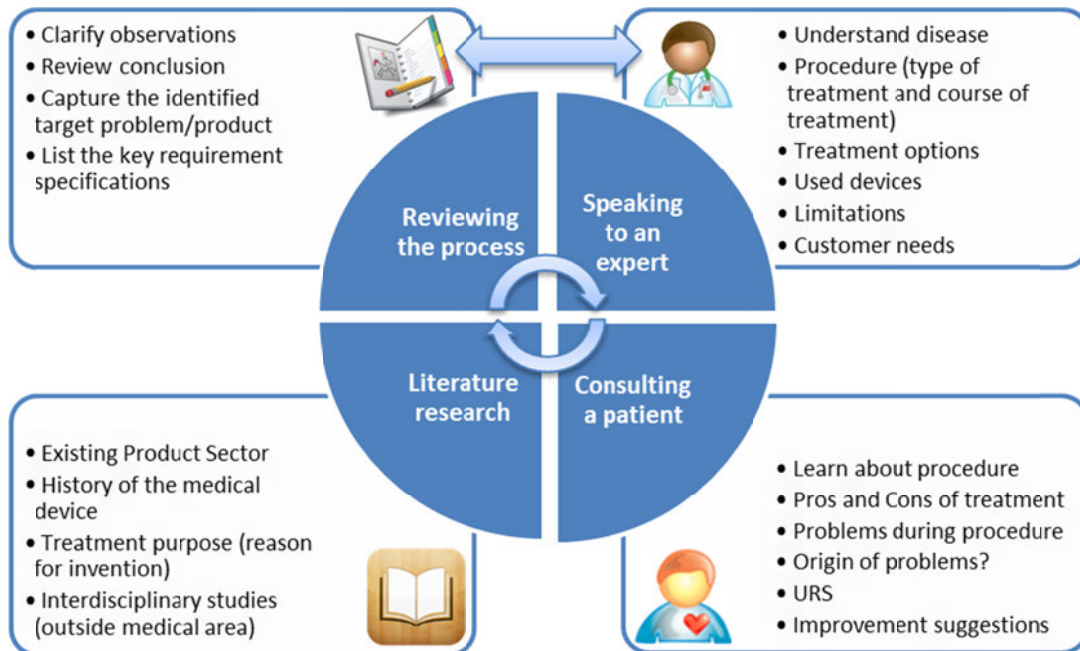 • Clarify observations
• Review conclusion
• Capture the identified
target problem/product
• List the key requirement
specifications
• Understand disease
• Procedure (type of
treatment and course of
treatment)
• Treatment options
• Used devices
• Limitations
• Customer needs
Reviewing
the process
Speaking
to an
expert
Literature
research
Consulting
a patient
• Existing Product Sector
• History of the medical
device
• Treatment purpose (reason
for invention)
• Interdisciplinary studies
(outside medical area)
• Learn about procedure
• Pros and Cons of treatment
• Problems during procedure
• Origin of problems?
• URS
• Improvement suggestions